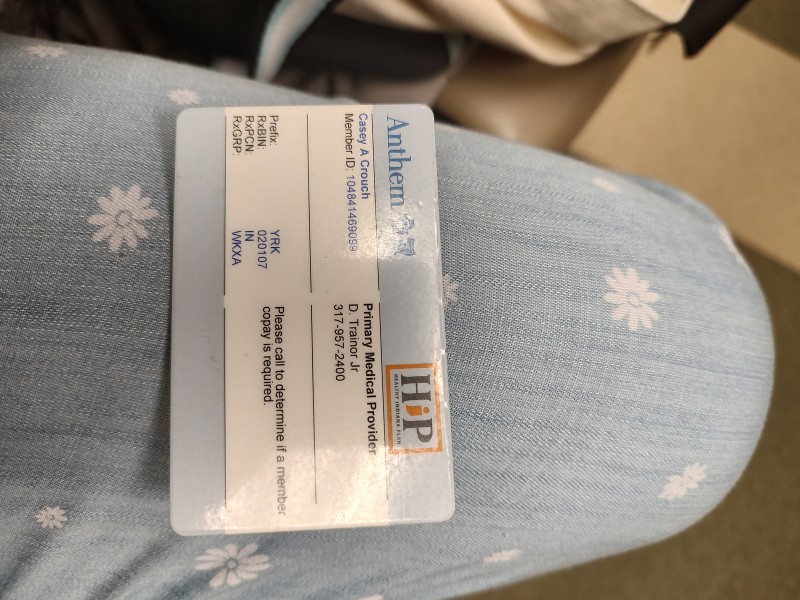 Anthem
HiP
HEALTHY INDIANA PLAN
Casey A Crouch
Member ID: 104841469099
Primary Medical Provider
D. Trainor Jr
317-957-2400
Prefix: YRK
RxBIN: 020107
RxPCN: IN
RxGRP: WKXA
Please call to determine if a member
copay is required.